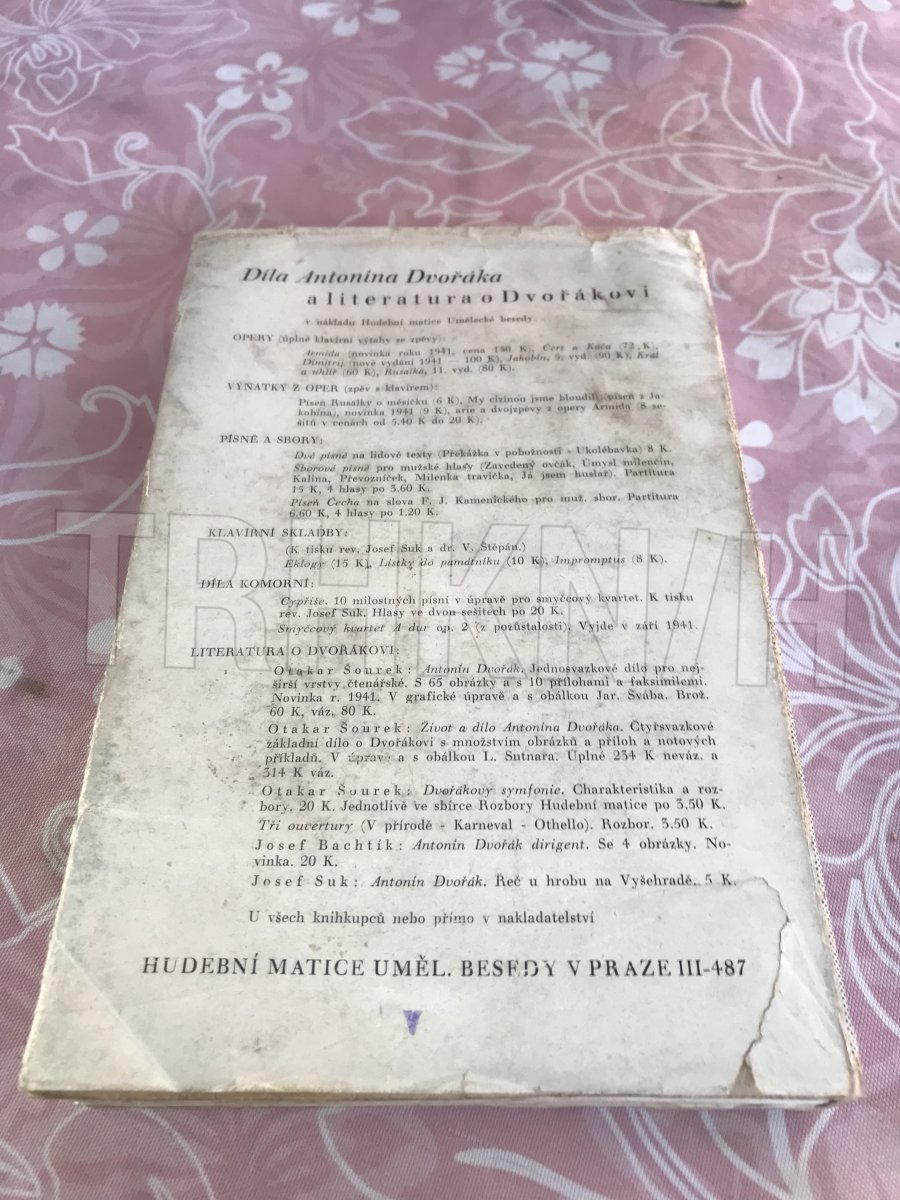 Díla Antonína Dvořáka
a literatura o Dvořákovi
v nákladu Hudební matice Umělecké besedy
OPERY (úplné klavírní výtahy se zpěvy):
Armida (novinka roku 1941, cena 150 K), Čert a Káča (72 K),
Dimitrij (nové vydání 1941 — 100 K), Jakobín, 5. vyd. (90 K), Král
a uhlíř (60 K), Rusalka, 11. vyd. (80 K).
VÝŇATKY Z OPER (zpěv s klavírem):
Píseň Rusalky o měsíčku (6 K), My cizinou jsme bloudili (píseň z Ja-
kobína), novinka 1941 (9 K), arie a dvojzpěvy z opery Armida (8 se-
šitů v cenách od 5.40 K do 20 K).
PÍSNĚ A SBORY:
Dvě písně na lidové texty (Překážka v pobožnosti - Ukolébavka) 8 K.
Sborové písně pro mužské hlasy (Zavedený ovčák, Úmysl milenčin,
Kalina, Převozníček, Milenka travička, Já jsem huslař). Partitura
15 K, 4 hlasy po 3.60 K.
Píseň Čecha na slova F. J. Kamenického pro muž. sbor. Partitura
6.60 K, 4 hlasy po 1.20 K.
KLAVÍRNÍ SKLADBY:
(K tisku rev. Josef Suk a dr. V. Štěpán.)
Eklogy (15 K), Lístky do památníku (10 K), Impromptus (8 K).
DÍLA KOMORNÍ:
Cypřiše. 10 milostných písní v úpravě pro smyčcový kvartet. K tisku
rev. Josef Suk. Hlasy ve dvou sešitech po 20 K.
Smyčcový kvartet A dur op. 2 (z pozůstalosti). Vyjde v září 1941.
LITERATURA O DVOŘÁKOVI:
Otakar Šourek: Antonín Dvořák. Jednosvazkové dílo pro nej-
širší vrstvy čtenářské. S 65 obrázky a s 10 přílohami a faksimilemi.
Novinka r. 1941. V grafické úpravě a s obálkou Jar. Švába. Brož.
60 K, váz. 80 K.
Otakar Šourek: Život a dílo Antonína Dvořáka. Čtyřsvazkové
základní dílo o Dvořákovi s množstvím obrázků a příloh a notových
příkladů. V úpravě a s obálkou L. Sutnara. Úplné 234 K neváz. a
314 K váz.
Otakar Šourek: Dvořákovy symfonie. Charakteristika a roz-
bory. 20 K. Jednotlivě ve sbírce Rozbory Hudební matice po 3.50 K.
Tři ouvertury (V přírodě - Karneval - Othello). Rozbor. 3.50 K.
Josef Bachtík: Antonín Dvořák dirigent. Se 4 obrázky. No-
vinka. 20 K.
Josef Suk: Antonín Dvořák. Řeč u hrobu na Vyšehradě. 5 K.
U všech knihkupců nebo přímo v nakladatelství
HUDEBNÍ MATICE UMĚL. BESEDY V PRAZE III-487
TRHKNIH